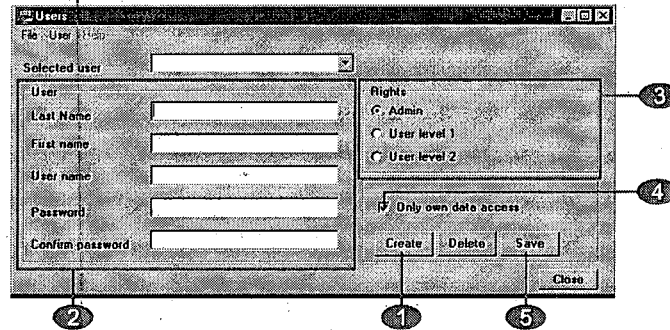 Users
File User
Selected user
User
Last Name
First name
User name
Password
Confirm password
Rights
Admin
User level 1
User level 2
Only own data access
Create Delete Save
Close
3
4
2
1
5